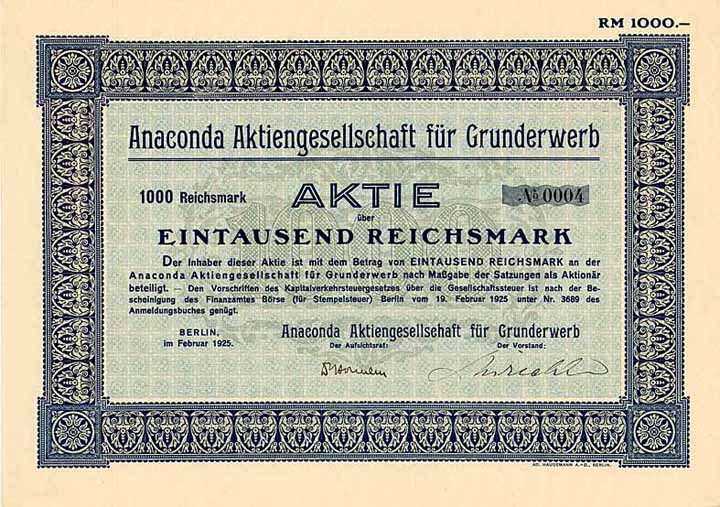 RM 1000.—
Anaconda Aktiengesellschaft für Grunderwerb
1000 Reichsmark AKTIE № 0004
über
EINTAUSEND REICHSMARK
Der Inhaber dieser Aktie ist mit dem Betrag von EINTAUSEND REICHSMARK an der
Anaconda Aktiengesellschaft für Grunderwerb nach Maßgabe der Satzungen als Aktionär
beteiligt. – Den Vorschriften des Kapitalverkehrsteuergesetzes über die Gesellschaftssteuer ist nach der Be-
scheinigung des Finanzamtes Börse (für Stempelsteuer) Berlin vom 19. Februar 1925 unter Nr. 3689 des
Anmeldungsbuches genügt.
BERLIN,
im Februar 1925.
Anaconda Aktiengesellschaft für Grunderwerb
Der Aufsichtsrat: Der Vorstand:
AD. HAUSEMANN A.-G., BERLIN.